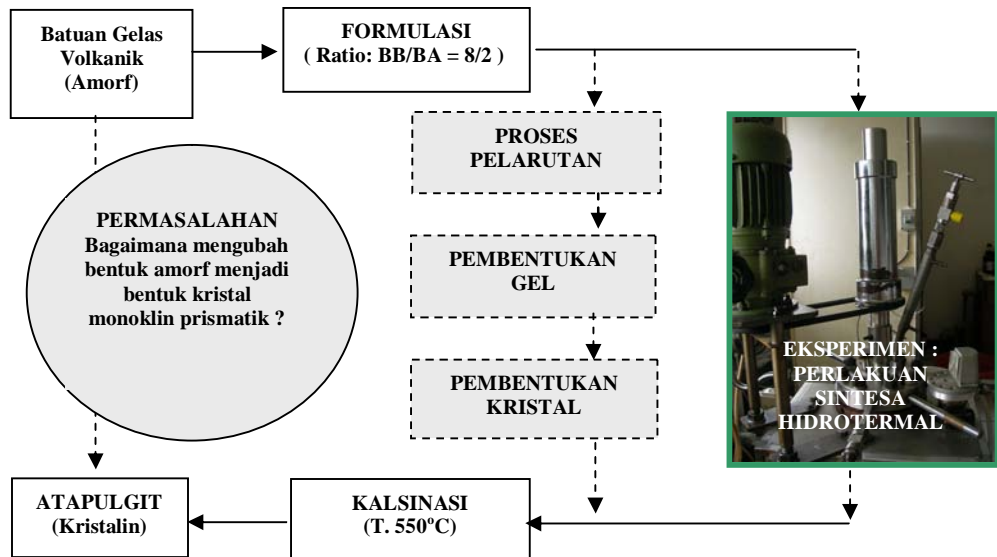 Batuan Gelas
Volkanik
(Amorf)
FORMULASI
( Ratio: BB/BA = 8/2 )
PROSES
PELARUTAN
PERMASALAHAN
Bagaimana mengubah
bentuk amorf menjadi
bentuk kristal
monoklin prismatik ?
PEMBENTUKAN
GEL
PEMBENTUKAN
KRISTAL
EKSPERIMEN :
PERLAKUAN
SINTESA
HIDROTERMAL
ATAPULGIT
(Kristalin)
KALSINASI
(T. 550°C)